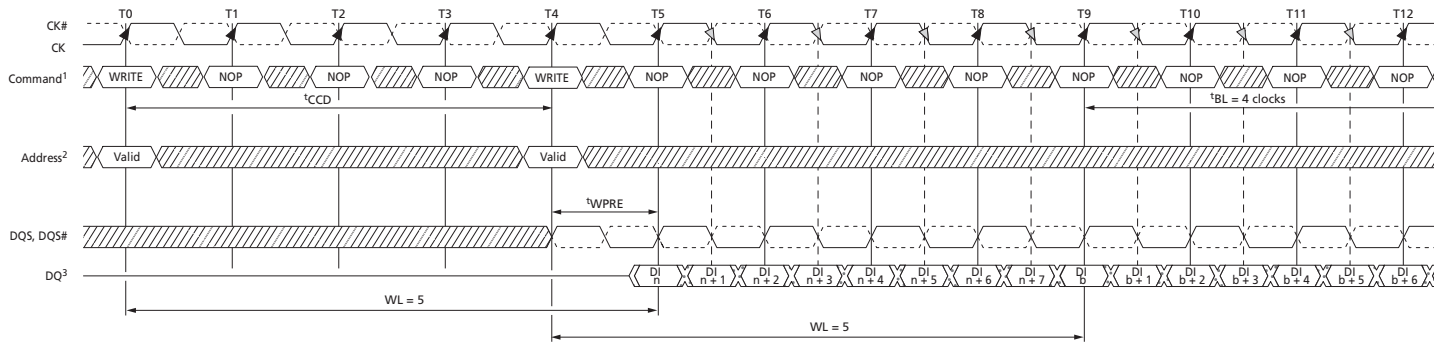 T0 T1 T2 T3 T4 T5 T6 T7 T8 T9 T10 T11 T12
CK#
CK
Command1 WRITE NOP NOP NOP WRITE NOP NOP NOP NOP NOP NOP NOP NOP
tCCD tBL = 4 clocks
Address2 Valid Valid
tWPRE
DQS, DQS#
DQ3 DI n DI n + 1 DI n + 2 DI n + 3 DI n + 4 DI n + 5 DI n + 6 DI n + 7 DI b DI b + 1 DI b + 2 DI b + 3 DI b + 4 DI b + 5 DI b + 6
WL = 5
WL = 5